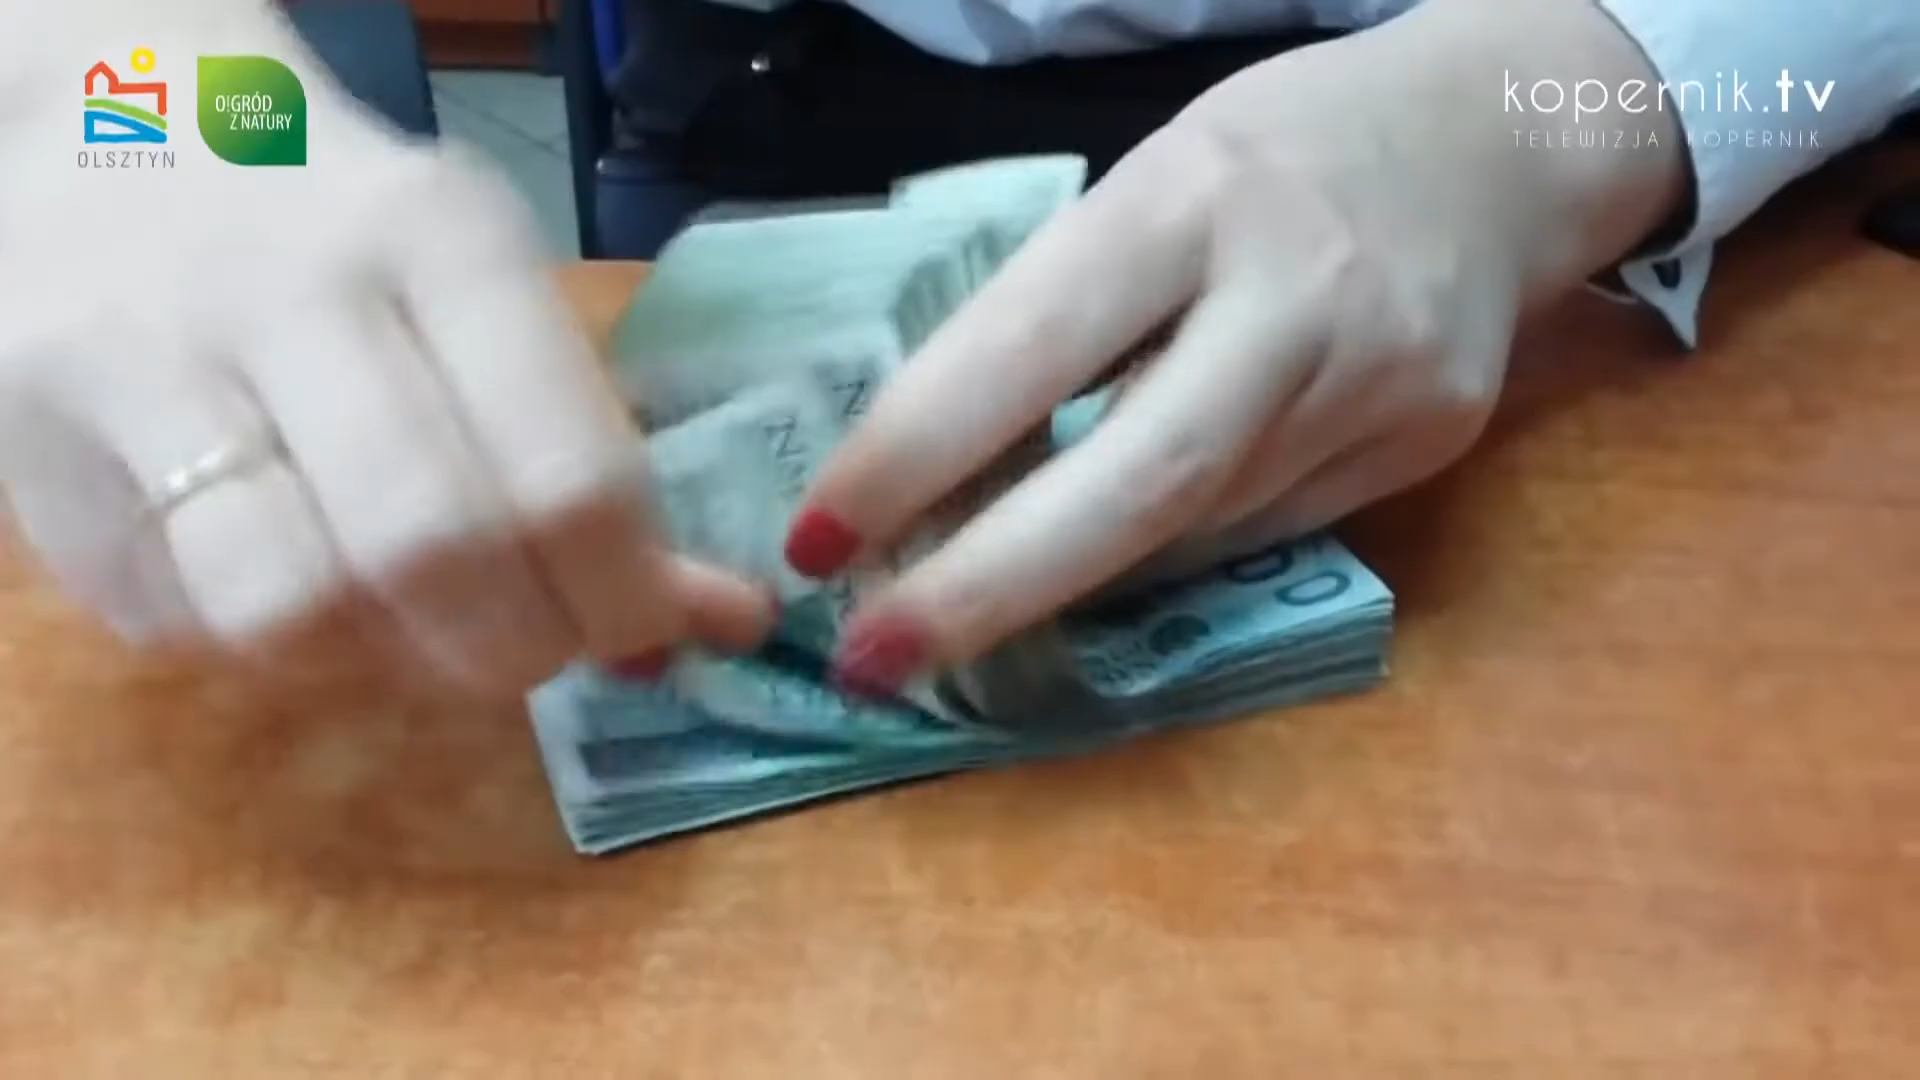 OLSZTYN
O!GRÓD
Z NATURY
kopernik.tv
TELEWIZJA KOPERNIK